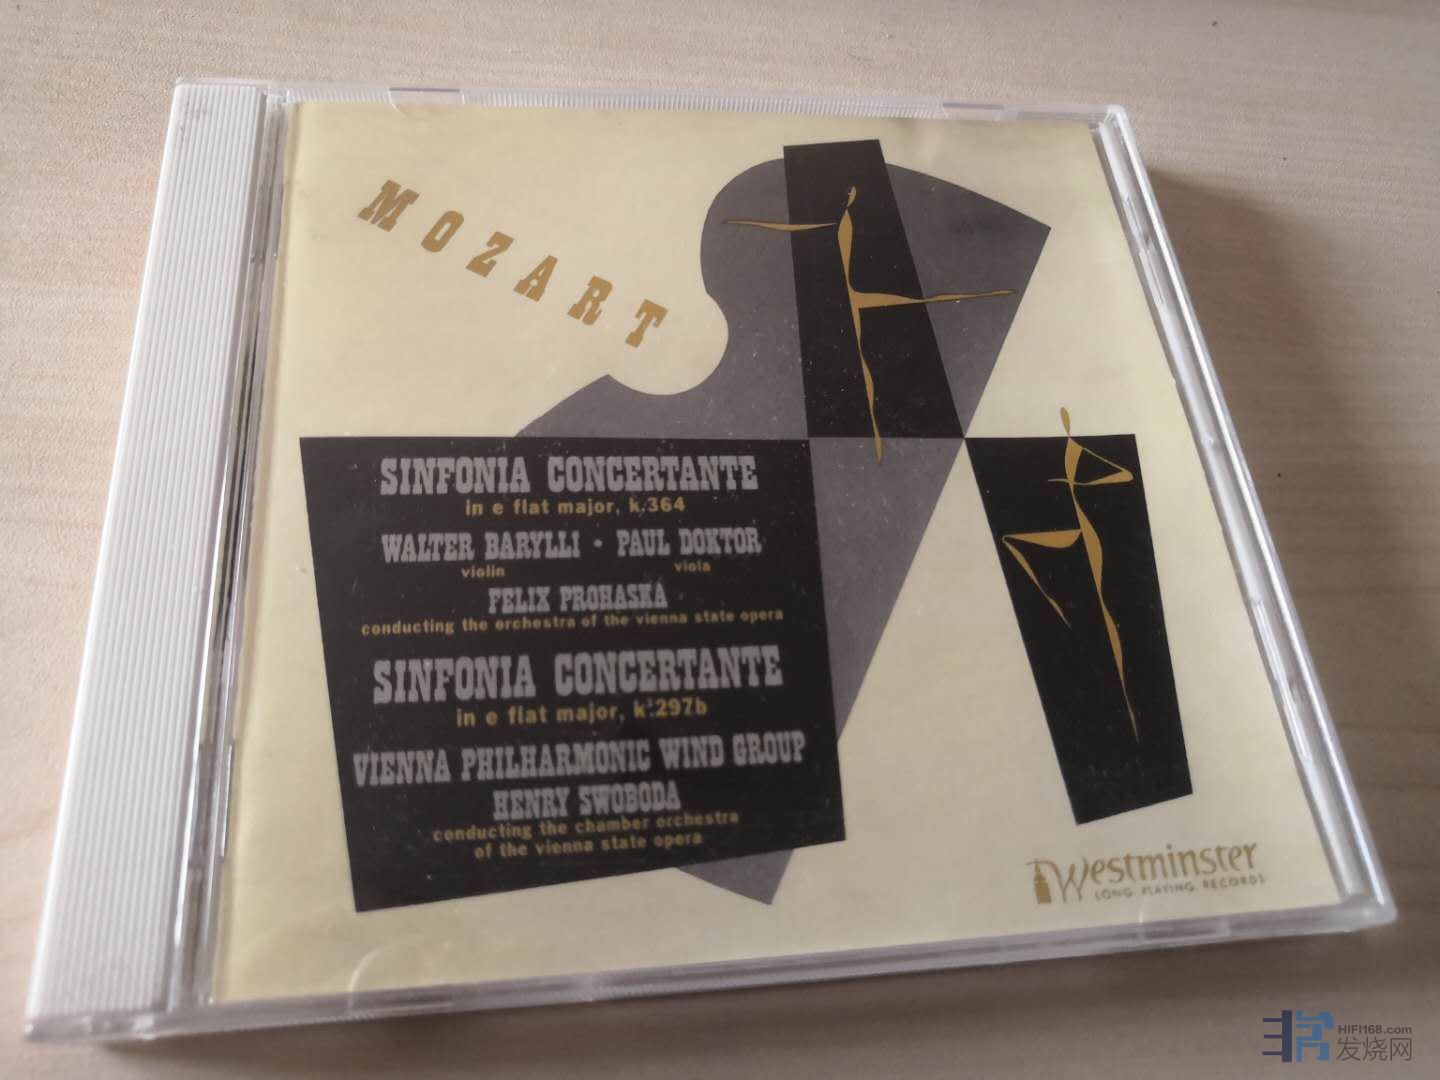 MOZART
SINFONIA CONCERTANTE
in e flat major, k.364
WALTER BARYLLI · PAUL DOKTOR
violin viola
FELIX PROHASKA
conducting the orchestra of the vienna state opera
SINFONIA CONCERTANTE
in e flat major, k.297b
VIENNA PHILHARMONIC WIND GROUP
HENRY SWOBODA
conducting the chamber orchestra
of the vienna state opera
Westminster
LONG PLAYING RECORDS
HIFI168.com
发烧网